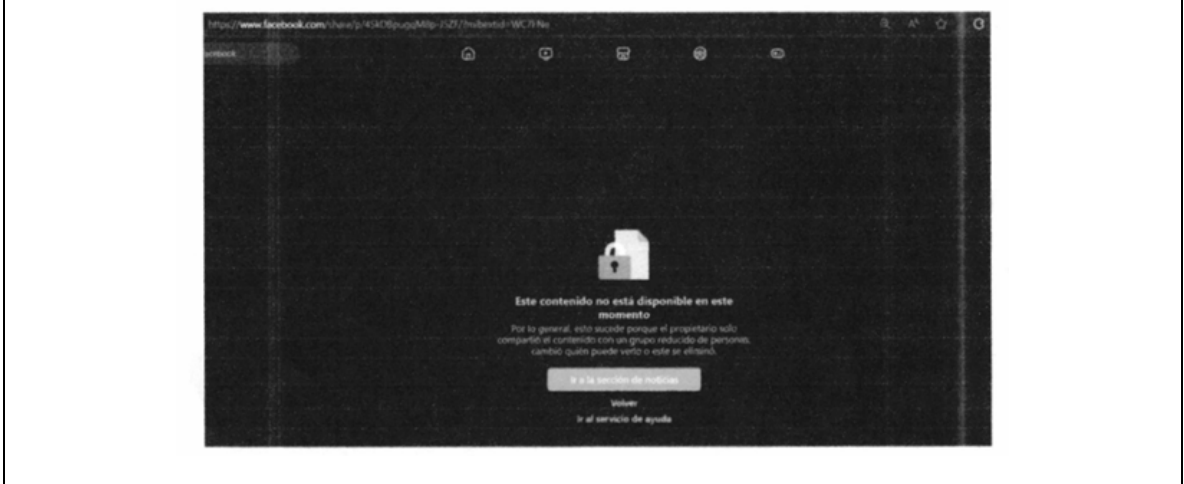 https://www.facebook.com/share/p/
Este contenido no está disponible en este
momento
Por lo general, esto sucede porque el propietario solo
compartió el contenido con un grupo reducido de personas,
cambió quién puede verlo o este se eliminó.
Ir a la sección de noticias
Volver
Ir al servicio de ayuda